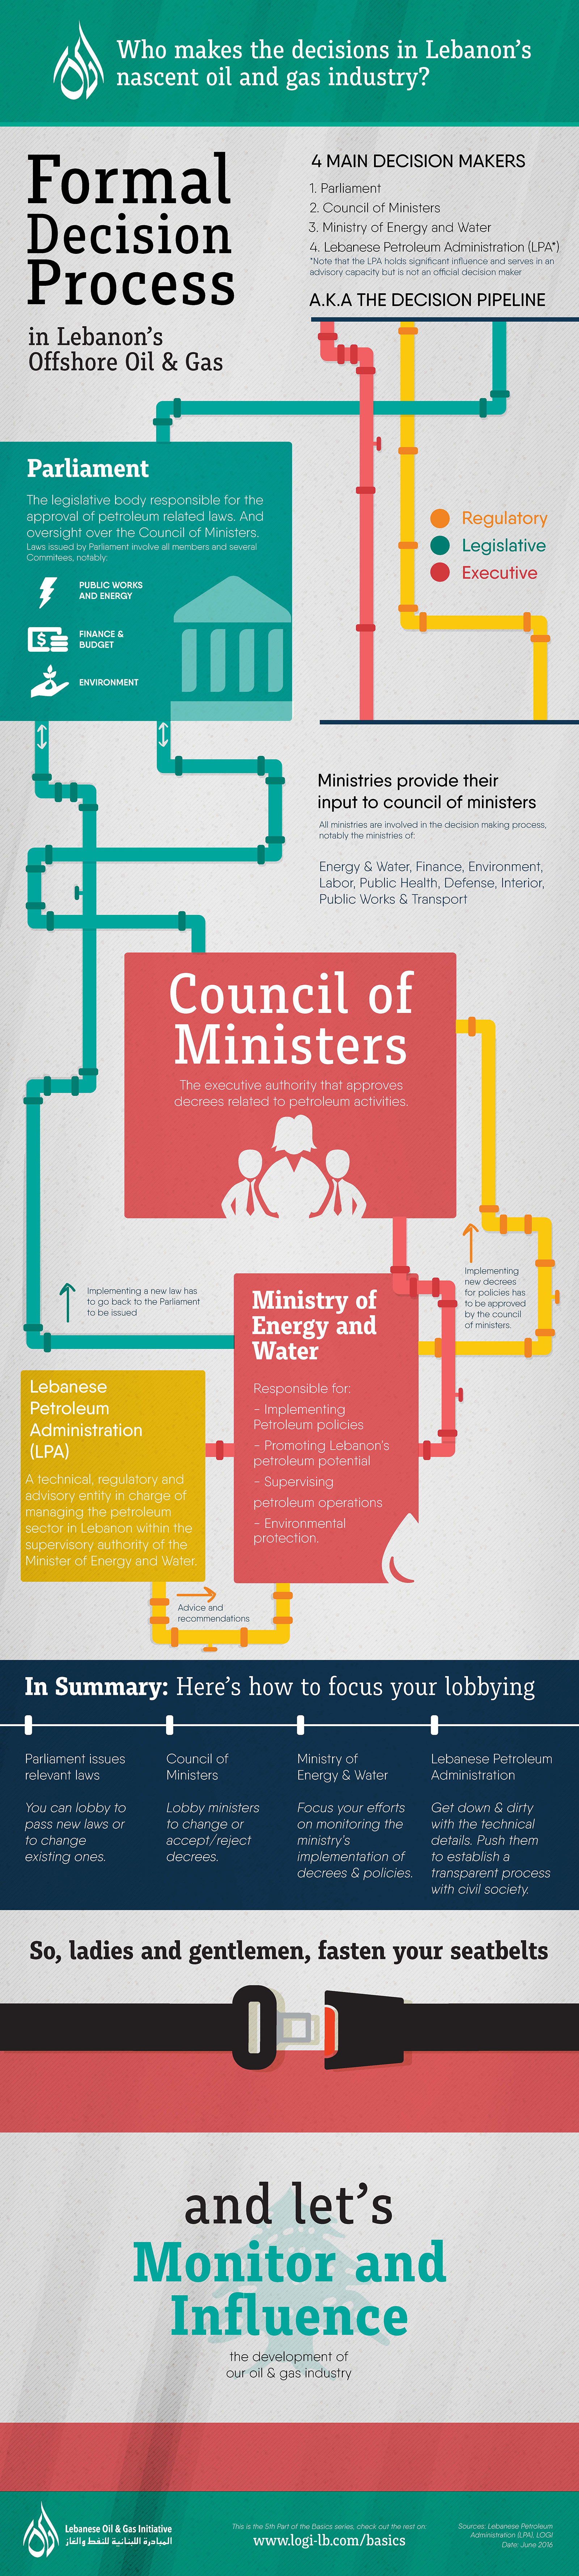 Who makes the decisions in Lebanon's
nascent oil and gas industry?
Formal
Decision
Process
in Lebanon's
Offshore Oil & Gas
4 MAIN DECISION MAKERS
1. Parliament
2. Council of Ministers
3. Ministry of Energy and Water
4. Lebanese Petroleum Administration (LPA*)
*Note that the LPA holds significant influence and serves in an
advisory capacity but is not an official decision maker
A.K.A THE DECISION PIPELINE
Parliament
The legislative body responsible for the
approval of petroleum related laws. And
oversight over the Council of Ministers.
Laws issued by Parliament involve all members and several
Commitees, notably:
PUBLIC WORKS
AND ENERGY
FINANCE &
BUDGET
ENVIRONMENT
Regulatory
Legislative
Executive
Ministries provide their
input to council of ministers
All ministries are involved in the decision making process,
notably the ministries of:
Energy & Water, Finance, Environment,
Labor, Public Health, Defense, Interior,
Public Works & Transport
Council of
Ministers
The executive authority that approves
decrees related to petroleum activities.
Implementing
new decrees
for policies has
to be approved
by the council
of ministers.
Implementing a new law has
to go back to the Parliament
to be issued
Ministry of
Energy and
Water
Responsible for:
- Implementing
Petroleum policies
- Promoting Lebanon's
petroleum potential
- Supervising
petroleum operations
- Environmental
protection.
Lebanese
Petroleum
Administration
(LPA)
A technical, regulatory and
advisory entity in charge of
managing the petroleum
sector in Lebanon within the
supervisory authority of the
Minister of Energy and Water.
Advice and
recommendations
In Summary: Here's how to focus your lobbying
Parliament issues
relevant laws
You can lobby to
pass new laws or
to change
existing ones.
Council of
Ministers
Lobby ministers
to change or
accept/reject
decrees.
Ministry of
Energy & Water
Focus your efforts
on monitoring the
ministry's
implementation of
decrees & policies.
Lebanese Petroleum
Administration
Get down & dirty
with the technical
details. Push them
to establish a
transparent process
with civil society.
So, ladies and gentlemen, fasten your seatbelts
and let's
Monitor and
Influence
the development of
our oil & gas industry
Lebanese Oil & Gas Initiative
المبادرة اللبنانية للنفط والغاز
This is the 5th Part of the Basics series, check out the rest on:
www.logi-lb.com/basics
Sources: Lebanese Petroleum
Administration (LPA), LOGI
Date: June 2016
$